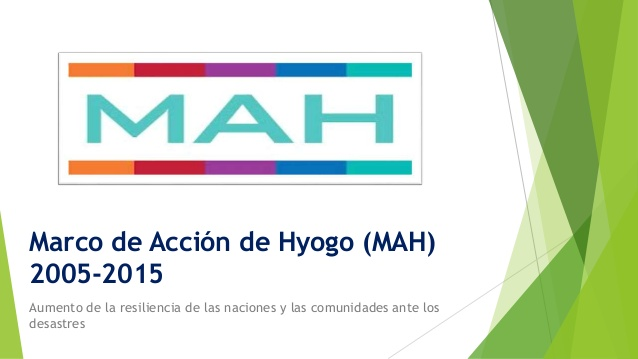 MAH
Marco de Acción de Hyogo (MAH)
2005-2015
Aumento de la resiliencia de las naciones y las comunidades ante los
desastres